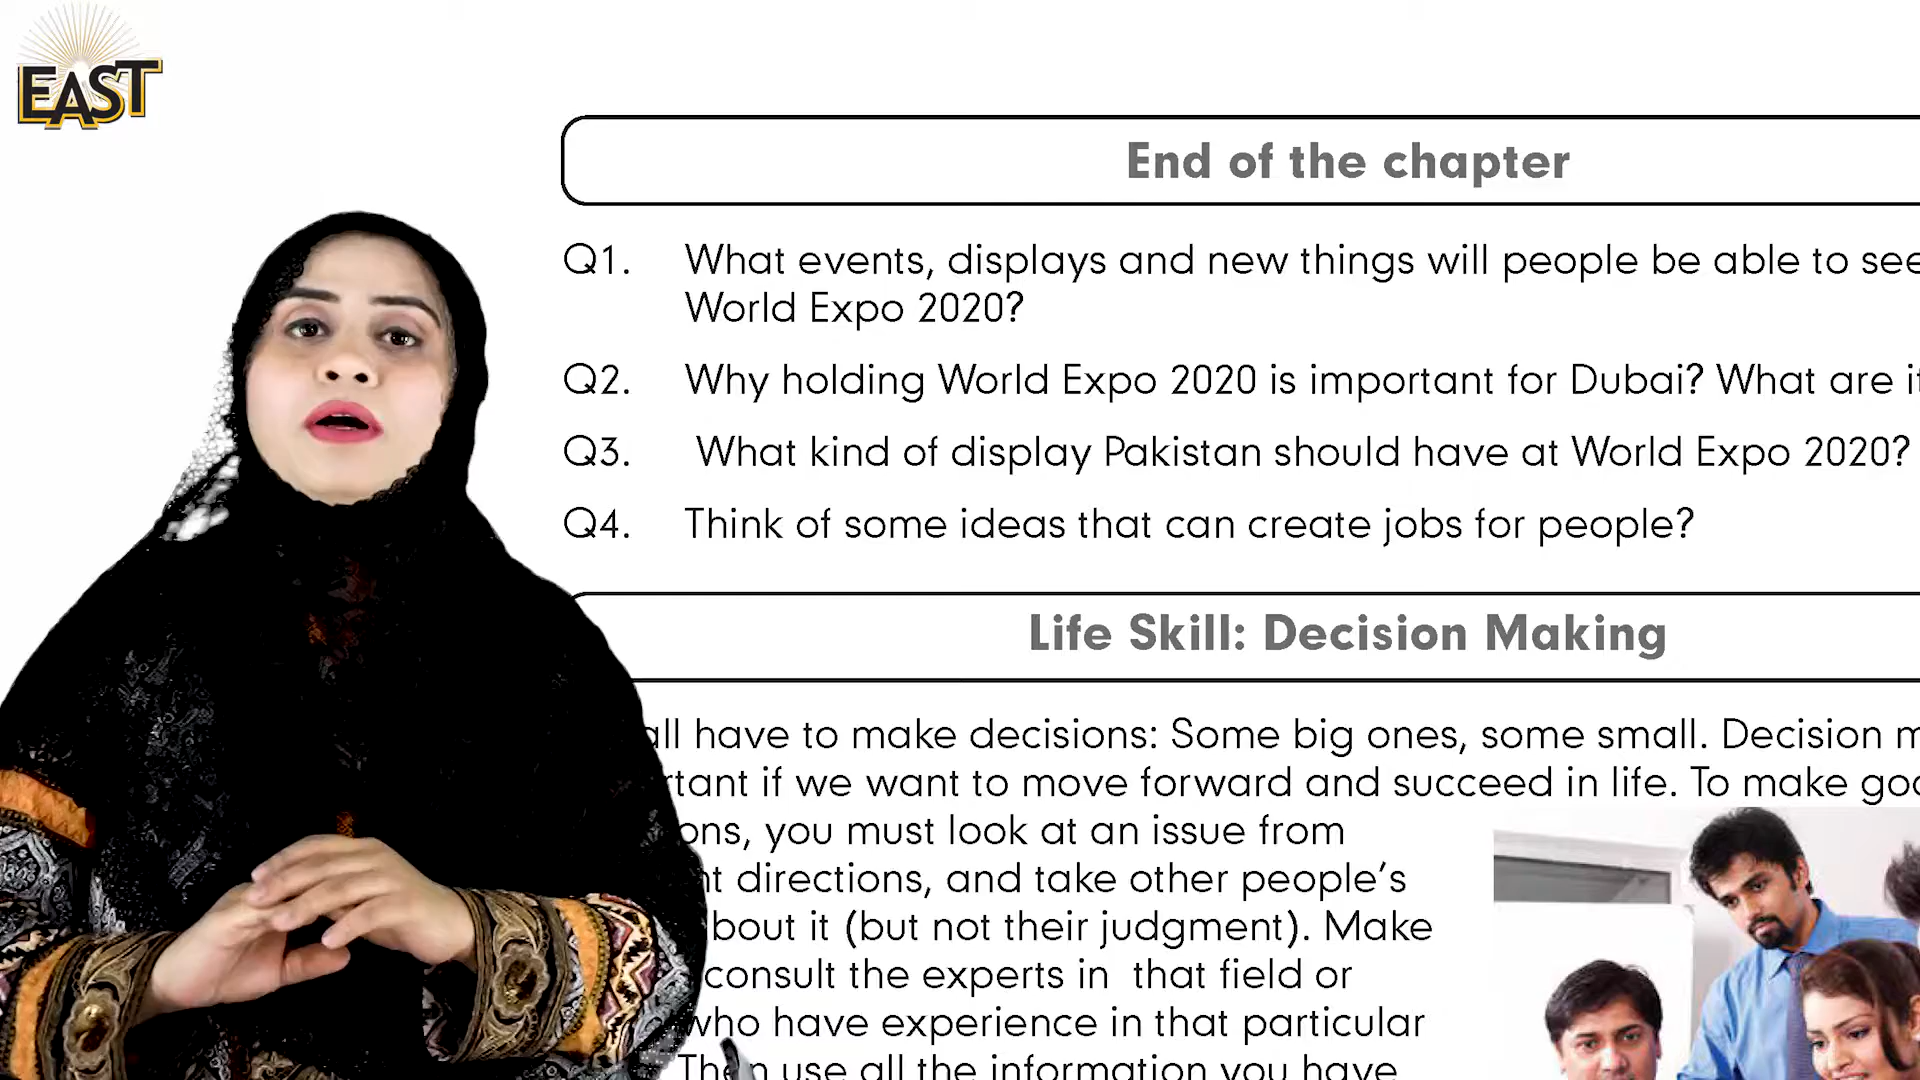 EAST
End of the chapter
Q1. What events, displays and new things will people be able to see
World Expo 2020?
Q2. Why holding World Expo 2020 is important for Dubai? What are
Q3. What kind of display Pakistan should have at World Expo 2020?
Q4. Think of some ideas that can create jobs for people?
Life Skill: Decision Making
all have to make decisions: Some big ones, some small. Decision
if we want to move forward and succeed in life. To make
you must look at an issue from
directions, and take other people's
it (but not their judgment). Make
consult the experts in that field or
who have experience in that particular
Then use all the information you have